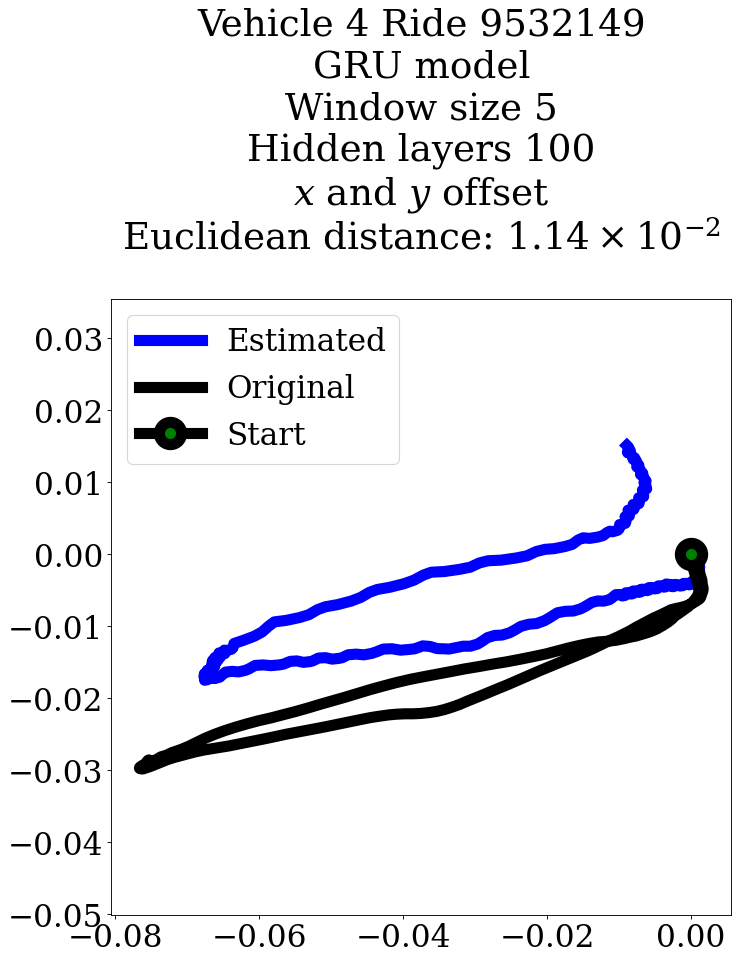 Vehicle 4 Ride 9532149
GRU model
Window size 5
Hidden layers 100
x and y offset
Euclidean distance: 1.14 × 10⁻²
Estimated
Original
Start
0.03
0.02
0.01
0.00
−0.01
−0.02
−0.03
−0.04
−0.05
−0.08 −0.06 −0.04 −0.02 0.00